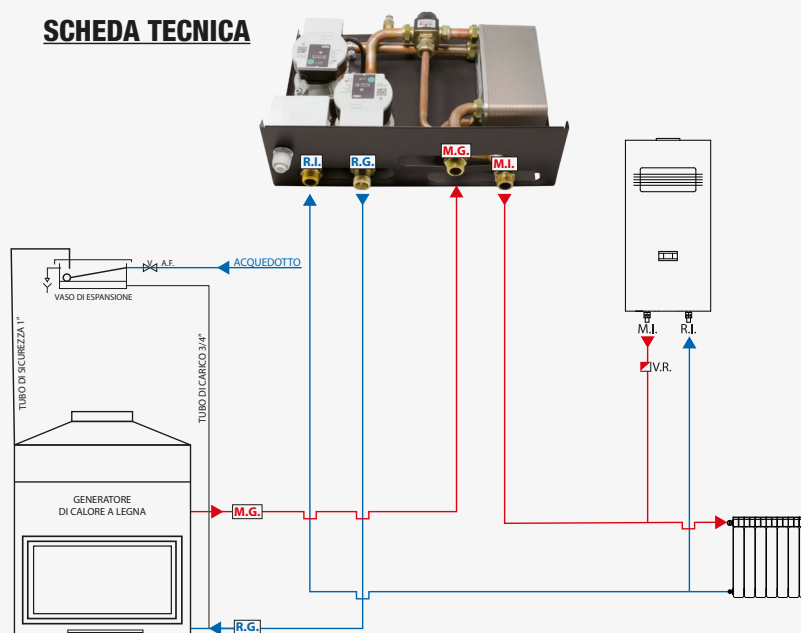 SCHEDA TECNICA
R.I.
R.G.
M.G.
M.I.
V.
A.F.
ACQUEDOTTO
VASO DI ESPANSIONE
TUBO DI SICUREZZA 1"
TUBO DI CARICO 3/4"
M.I.
R.I.
V.R.
GENERATORE
DI CALORE A LEGNA
M.G.
R.G.